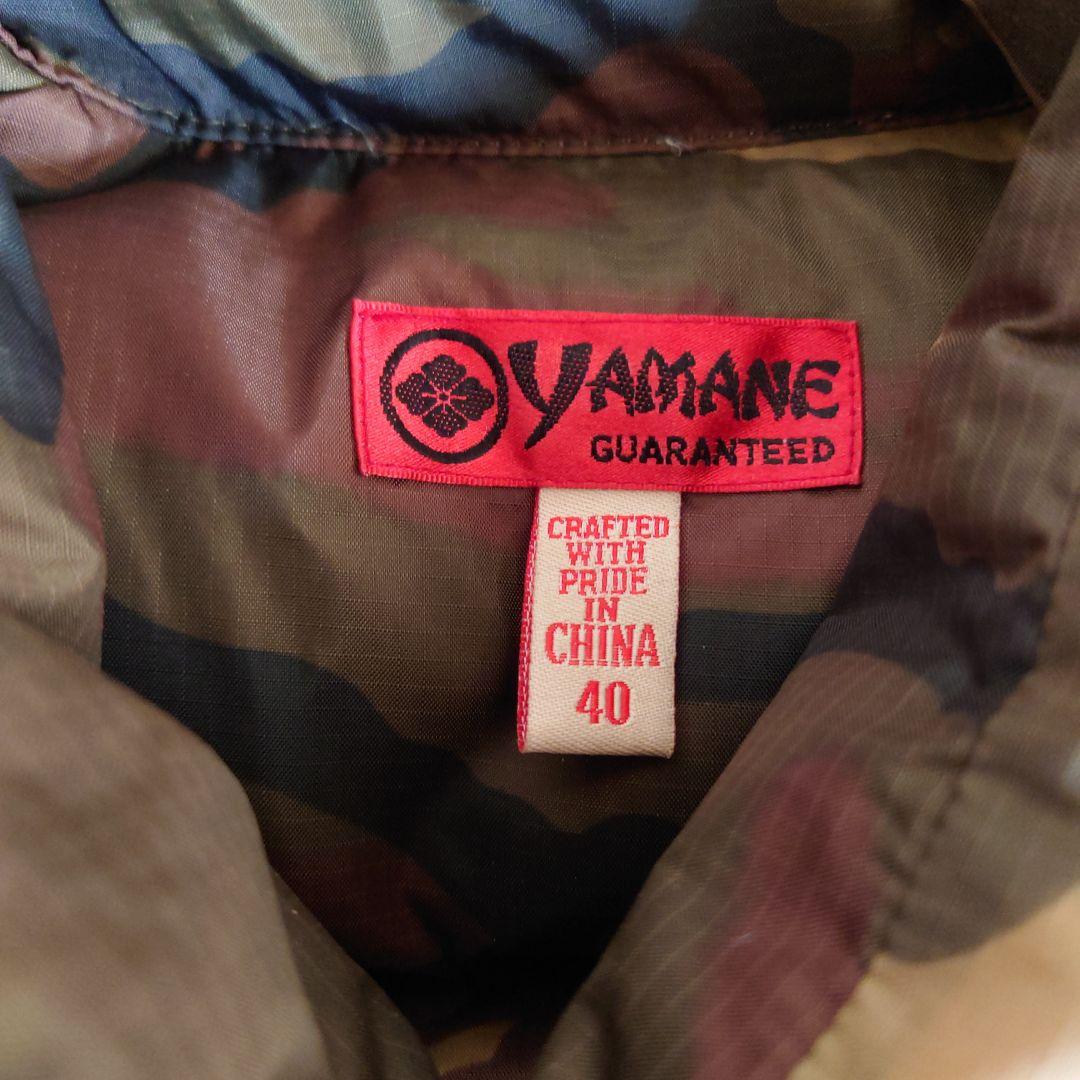 YAMANE
GUARANTEED
CRAFTED
WITH
PRIDE
IN
CHINA
40